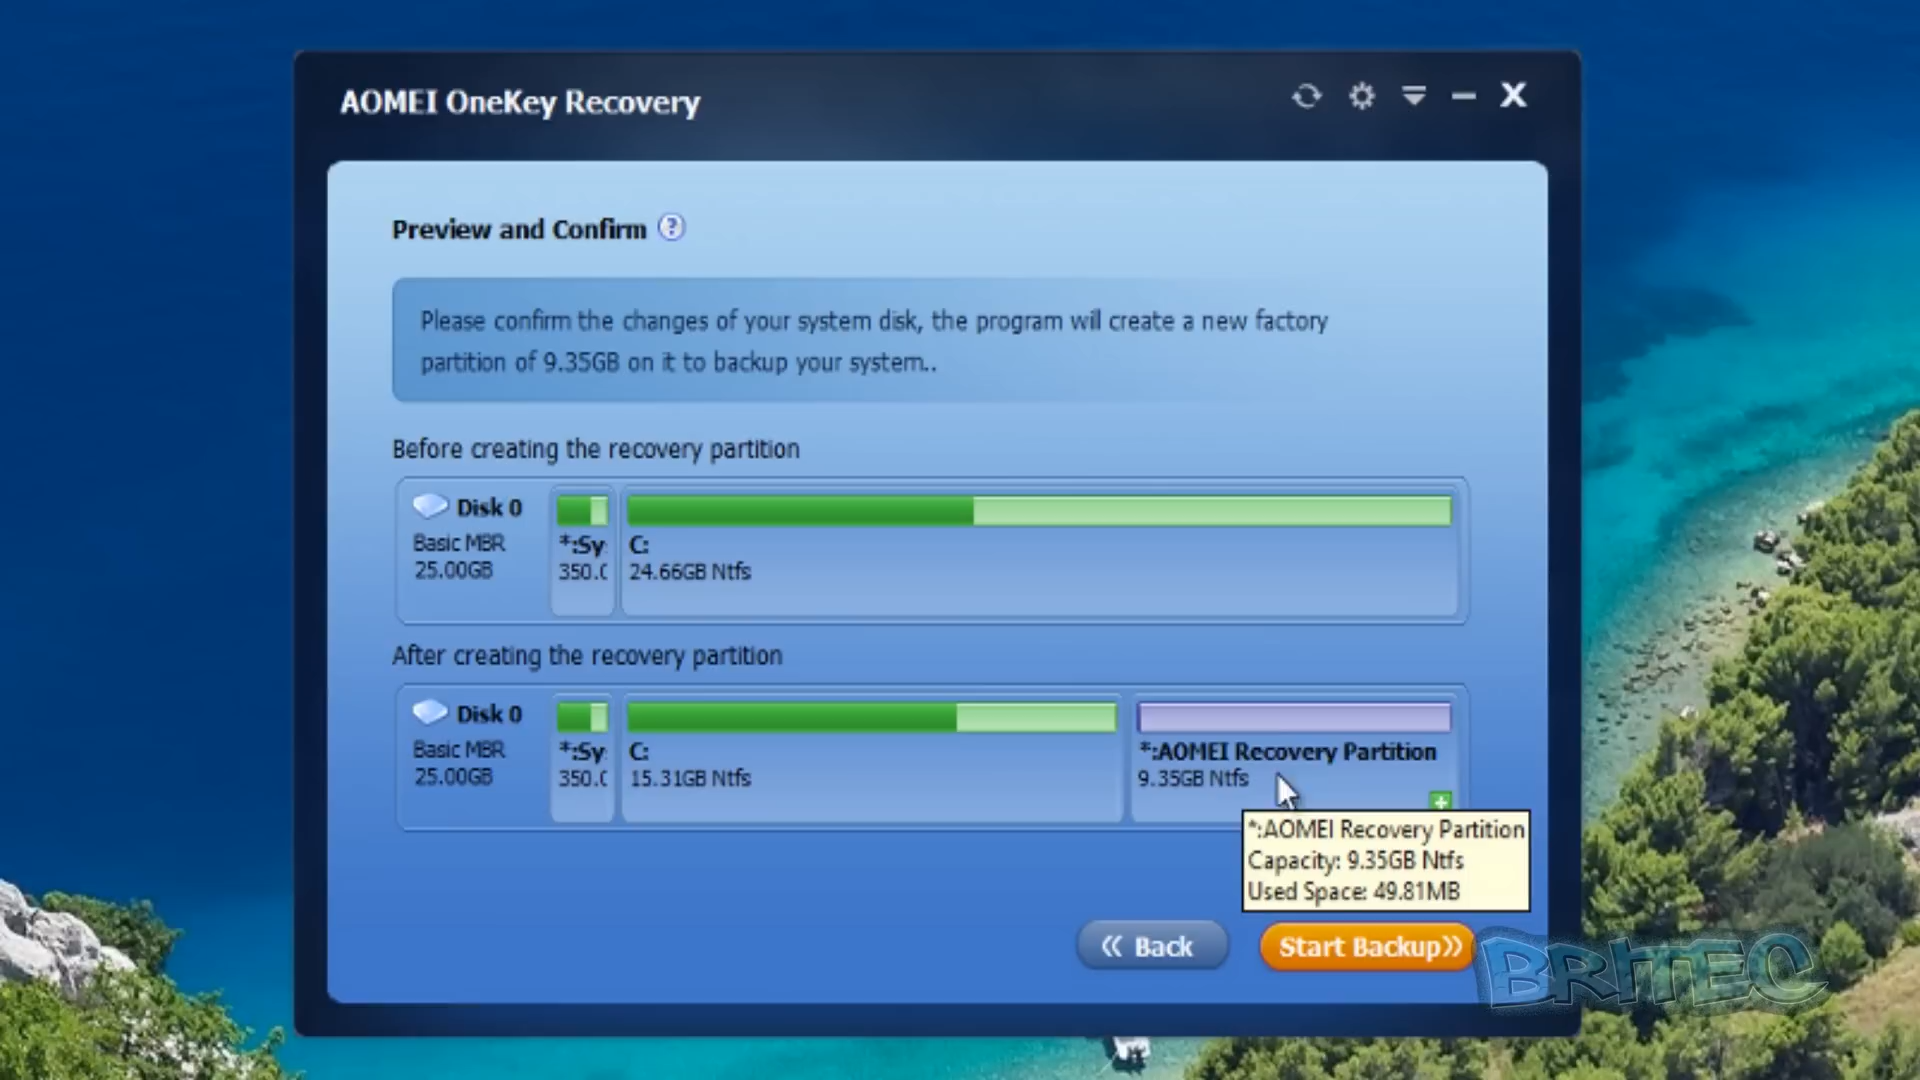 AOMEI OneKey Recovery
Preview and Confirm ?
Please confirm the changes of your system disk, the program will create a new factory
partition of 9.35GB on it to backup your system..
Before creating the recovery partition
Disk 0
Basic MBR
25.00GB
*:Sy
350.0
C:
24.66GB Ntfs
After creating the recovery partition
Disk 0
Basic MBR
25.00GB
*:Sy
350.0
C:
15.31GB Ntfs
*:AOMEI Recovery Partition
9.35GB Ntfs
*:AOMEI Recovery Partition
Capacity: 9.35GB Ntfs
Used Space: 49.81MB
« Back
Start Backup»
BRITEC